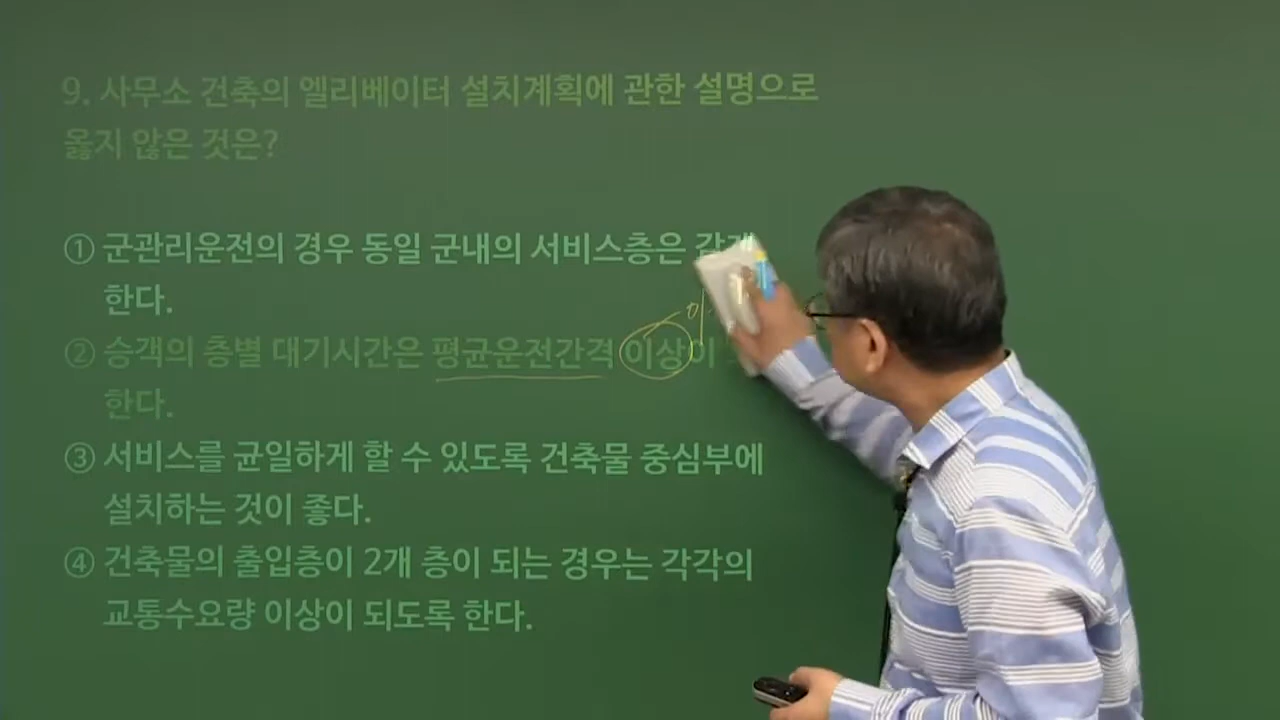 9. 사무소 건축의 엘리베이터 설치계획에 관한 설명으로
옳지 않은 것은?
① 군관리운전의 경우 동일 군내의 서비스층은 같게
한다.
② 승객의 층별 대기시간은 평균운전간격 이상이
한다.
③ 서비스를 균일하게 할 수 있도록 건축물 중심부에
설치하는 것이 좋다.
④ 건축물의 출입층이 2개 층이 되는 경우는 각각의
교통수요량 이상이 되도록 한다.